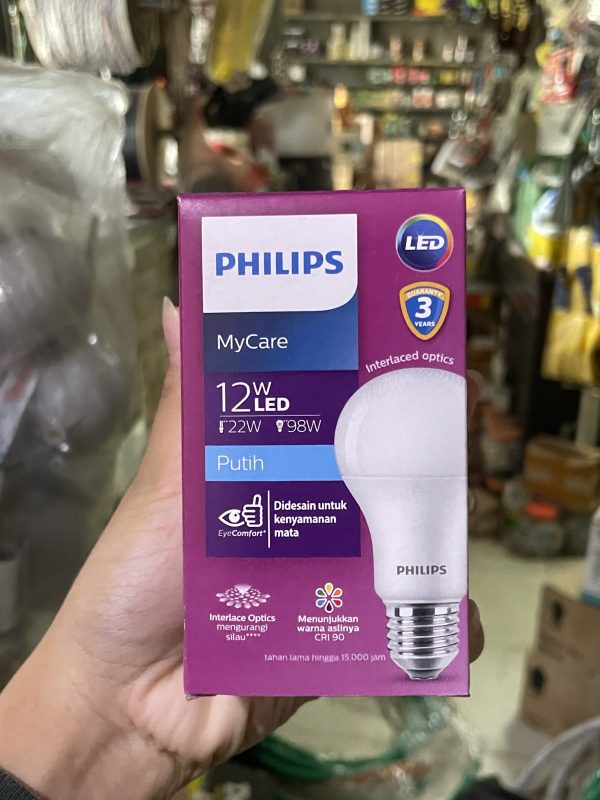 PHILIPS
LED
GUARANTY
3
YEARS
MyCare
Interlaced optics
12W
LED
22W 98W
Putih
EyeComfort*
Didesain untuk
kenyamanan
mata
PHILIPS
Interlace Optics
mengurangi
silau****
Menunjukkan
warna aslinya
CRI 90
tahan lama hingga 15,000 jam